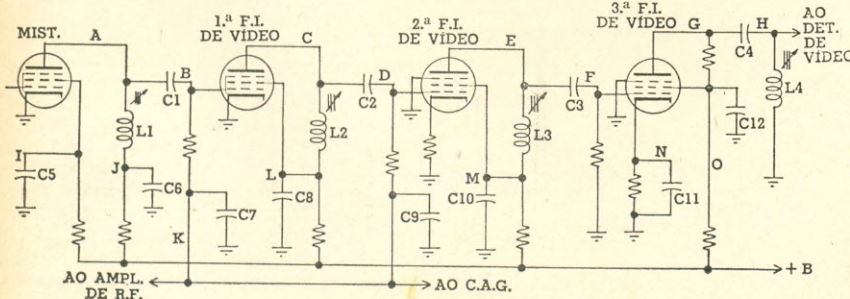 MIST.
A
B
C1
L1
I
C5
J
C6
K
C7
1.ª F.I.
DE VÍDEO
C
C2
D
L2
L
C8
C9
2.ª F.I.
DE VÍDEO
E
C3
F
L3
M
C10
3.ª F.I.
DE VÍDEO
G
C4
H
AO
DET.
DE
VÍDEO
L4
C12
N
C11
O
+ B
AO AMPL.
DE R.F.
AO C.A.G.